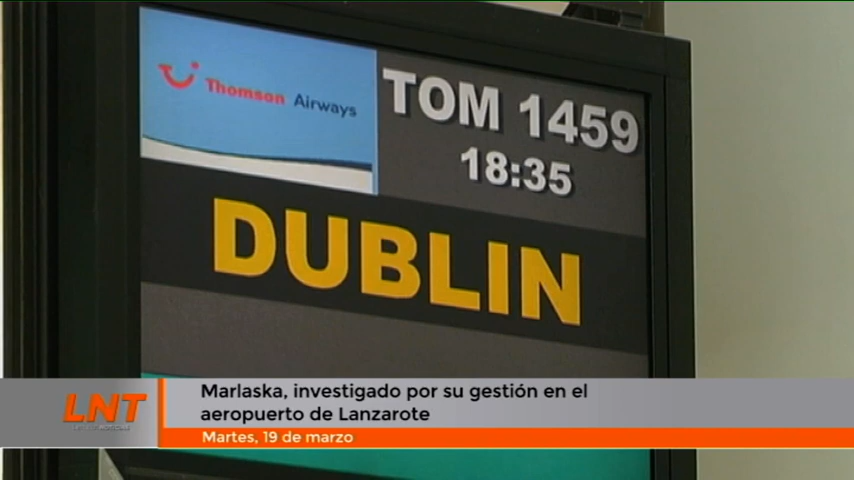 Thomson Airways
TOM 1459
18:35
DUBLIN
LNT
Marlaska, investigado por su gestión en el
aeropuerto de Lanzarote
Martes, 19 de marzo